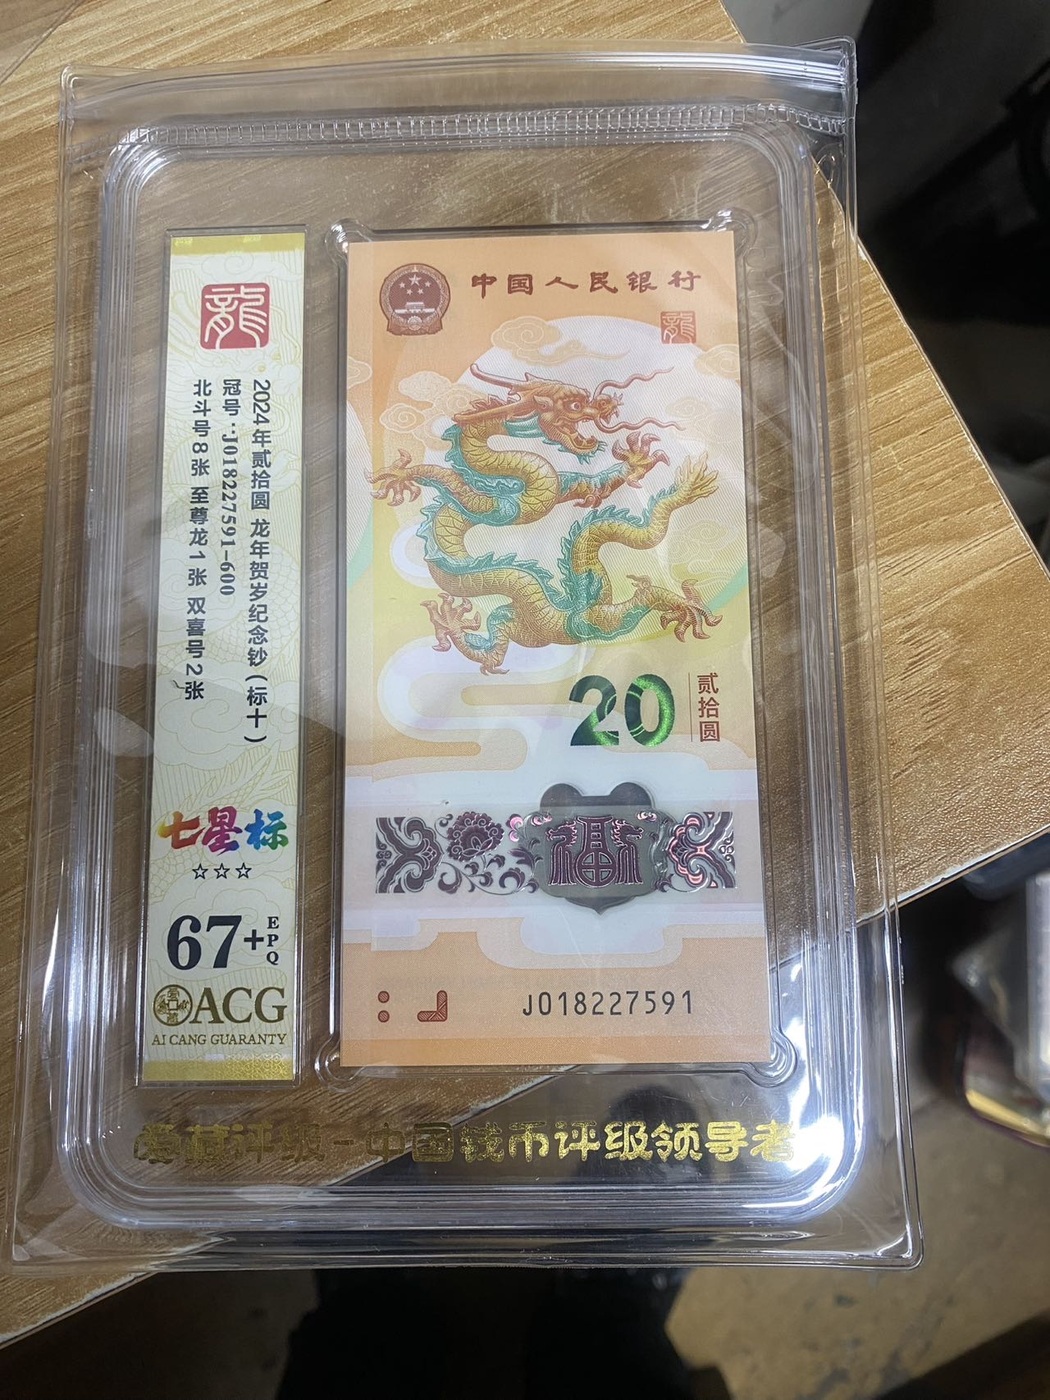 龍
2024年贰拾圆 龙年贺岁纪念钞(标十)
冠号:J018227591-600
北斗号8张 至尊龙1张 双喜号2张
七星标
☆☆☆
67+EPQ
ACG
AI CANG GUARANTY
中国人民银行
龍
20
贰拾圆
福
J018227591
爱藏评级-中国钱币评级领导者